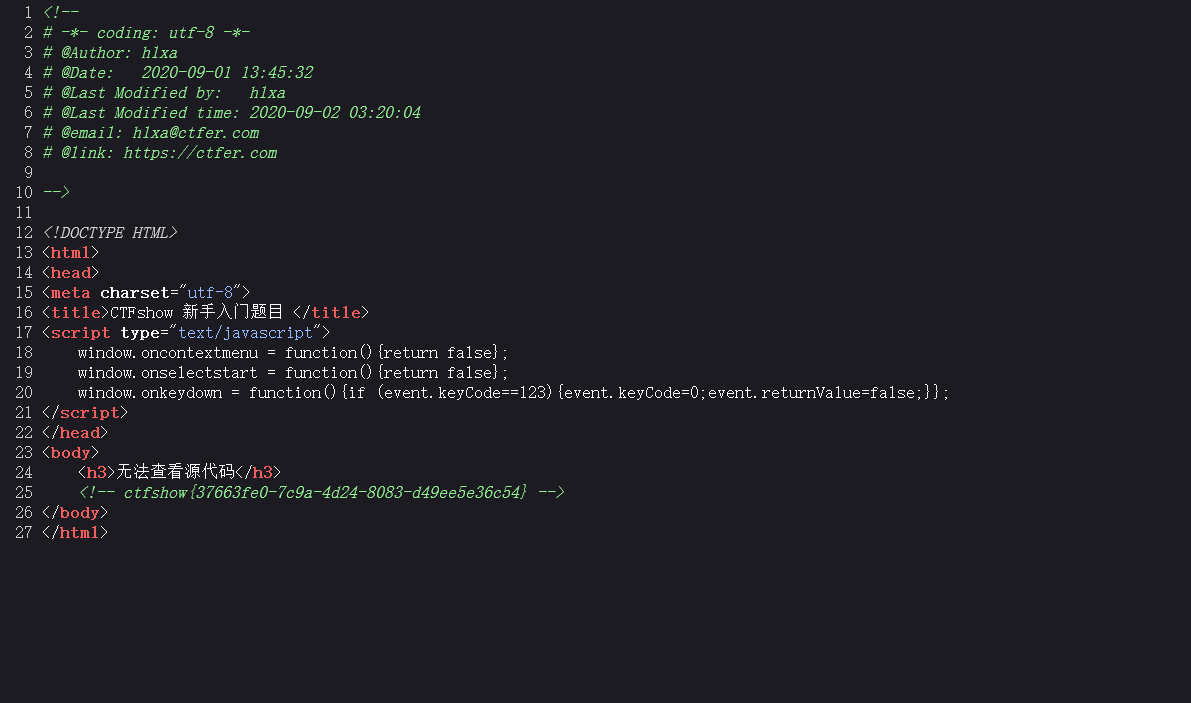 1 <!--
2 # -*- coding: utf-8 -*-
3 # @Author: hlxa
4 # @Date:   2020-09-01 13:45:32
5 # @Last Modified by:   hlxa
6 # @Last Modified time: 2020-09-02 03:20:04
7 # @email: hlxa@ctfer.com
8 # @link: https://ctfer.com
9
10 -->
11
12 <!DOCTYPE HTML>
13 <html>
14 <head>
15 <meta charset="utf-8">
16 <title>CTFshow 新手入门题目 </title>
17 <script type="text/javascript">
18     window.oncontextmenu = function(){return false};
19     window.onselectstart = function(){return false};
20     window.onkeydown = function(){if (event.keyCode==123){event.keyCode=0;event.returnValue=false;}};
21 </script>
22 </head>
23 <body>
24     <h3>无法查看源代码</h3>
25     <!-- ctfshow{37663fe0-7c9a-4d24-8083-d49ee5e36c54} -->
26 </body>
27 </html>